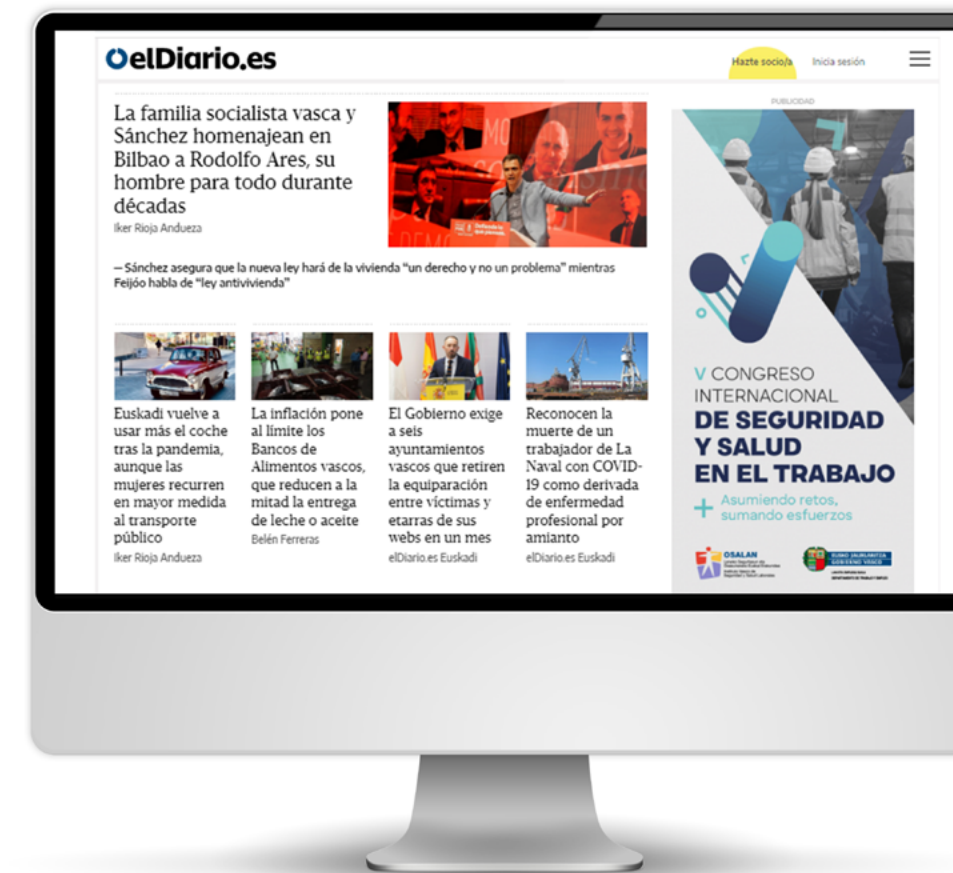 elDiario.es
Hazte socio/a
Inicia sesión
La familia socialista vasca y
Sánchez homenajean en
Bilbao a Rodolfo Ares, su
hombre para todo durante
décadas
Iker Rioja Andueza
— Sánchez asegura que la nueva ley hará de la vivienda “un derecho y no un problema” mientras
Feijóo habla de “ley antivivienda”
Euskadi vuelve a
usar más el coche
tras la pandemia,
aunque las
mujeres recurren
en mayor medida
al transporte
público
Iker Rioja Andueza
La inflación pone
al límite los
Bancos de
Alimentos vascos,
que reducen a la
mitad la entrega
de leche o aceite
Belén Ferreras
El Gobierno exige
a seis
ayuntamientos
vascos que retiren
la equiparación
entre víctimas y
etarras de sus
webs en un mes
elDiario.es Euskadi
Reconocen la
muerte de un
trabajador de La
Naval con COVID-
19 como derivada
de enfermedad
profesional por
amianto
elDiario.es Euskadi
PUBLICIDAD
V CONGRESO
INTERNACIONAL
DE SEGURIDAD
Y SALUD
EN EL TRABAJO
+ Asumiendo retos,
sumando esfuerzos
OSALAN
EUSKO JAURLARITZA
GOBIERNO VASCO